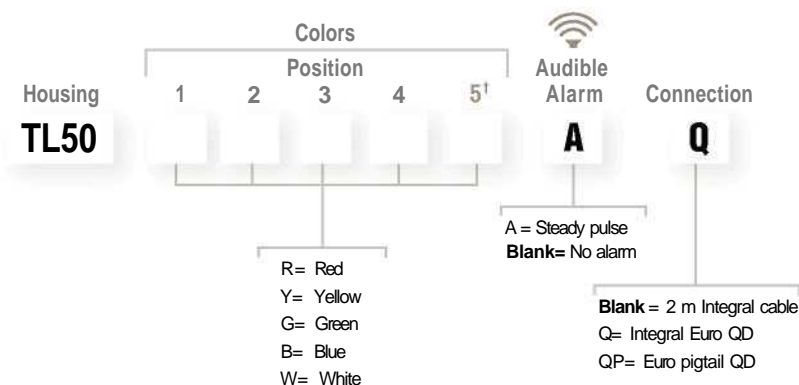 Colors
Position
Housing 1 2 3 4 5† Audible Alarm Connection
TL50 A Q
A = Steady pulse
Blank= No alarm
R= Red
Y= Yellow
G= Green
B= Blue
W= White
Blank = 2 m Integral cable
Q= Integral Euro QD
QP= Euro pigtail QD